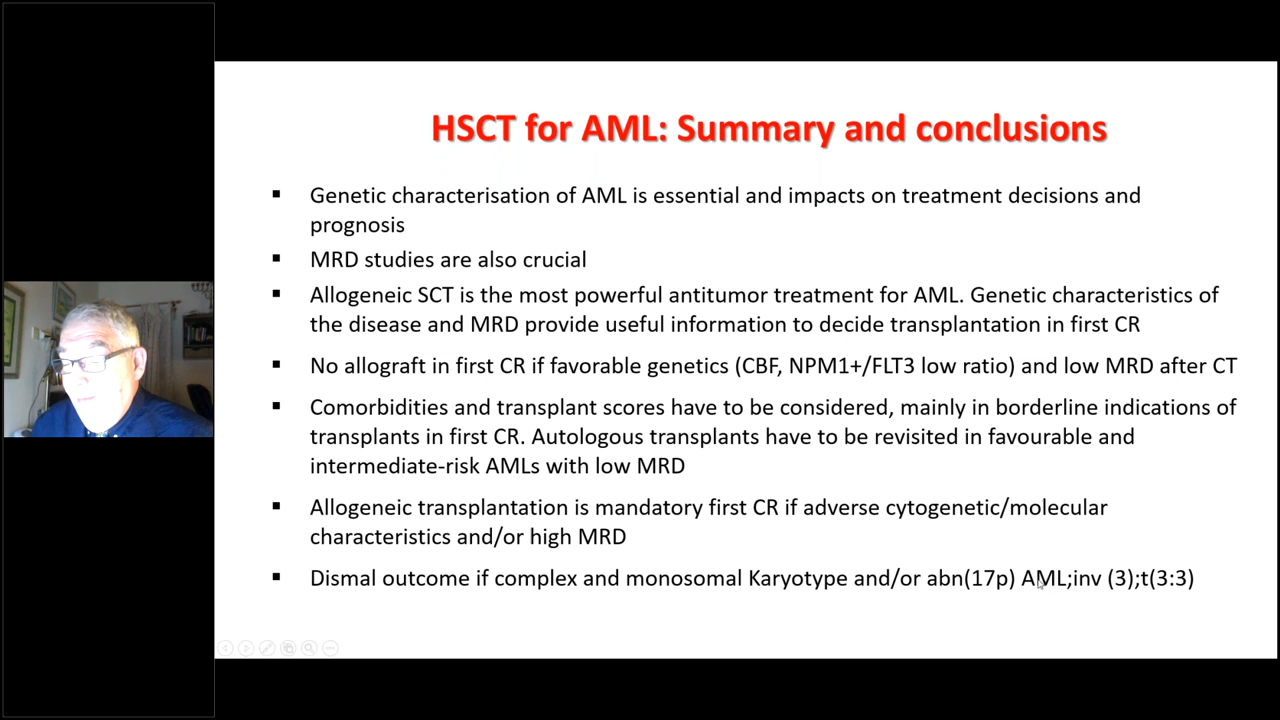 HSCT for AML: Summary and conclusions
Genetic characterisation of AML is essential and impacts on treatment decisions and
prognosis
MRD studies are also crucial
Allogeneic SCT is the most powerful antitumor treatment for AML. Genetic characteristics of
the disease and MRD provide useful information to decide transplantation in first CR
No allograft in first CR if favorable genetics (CBF, NPM1+/FLT3 low ratio) and low MRD after CT
Comorbidities and transplant scores have to be considered, mainly in borderline indications of
transplants in first CR. Autologous transplants have to be revisited in favourable and
intermediate-risk AMLs with low MRD
Allogeneic transplantation is mandatory first CR if adverse cytogenetic/molecular
characteristics and/or high MRD
Dismal outcome if complex and monosomal Karyotype and/or abn(17p) AML;inv (3);t(3:3)